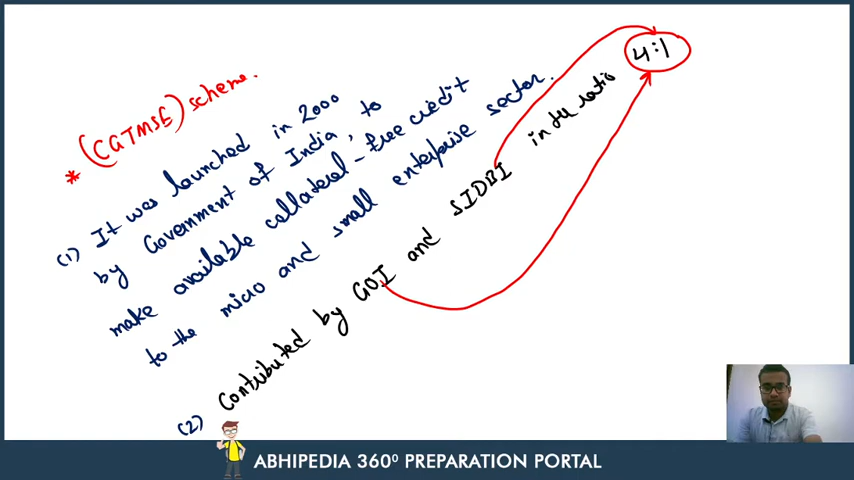 * (CGTMSE) scheme.
(1) It was launched in 2000
by Government of India, to
make available collateral-free credit
to the micro and small enterprise sector.
(2) Contributed by GOI and SIDBI in the ratio 4:1
ABHIPEDIA 360⁰ PREPARATION PORTAL